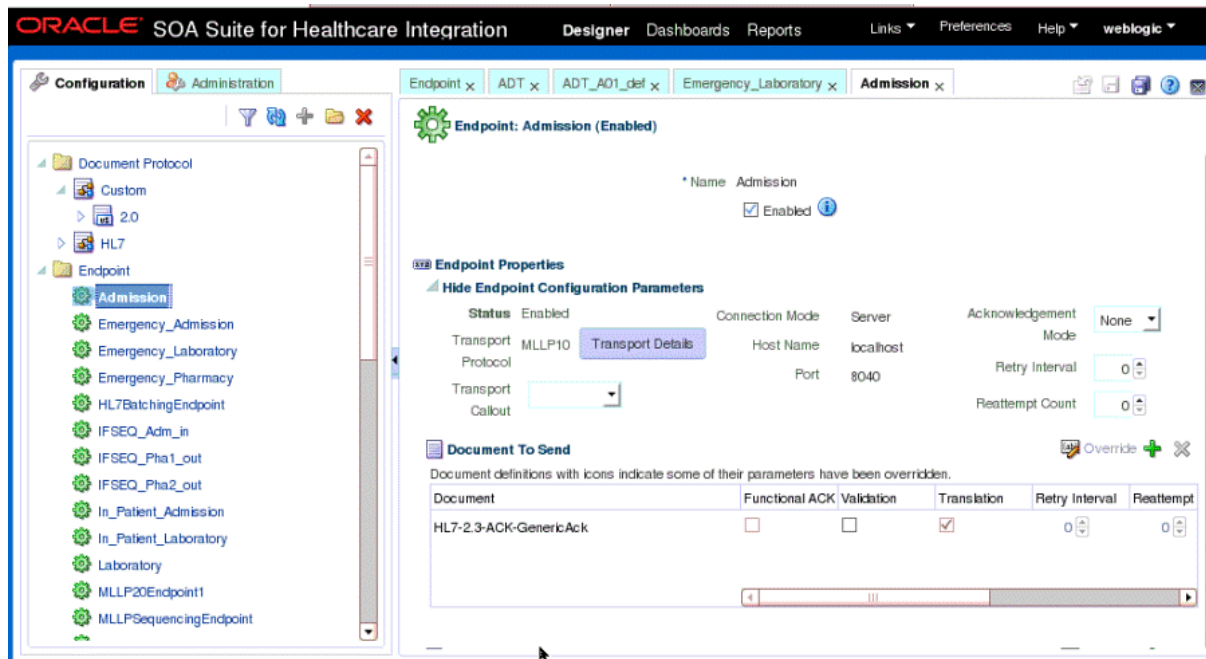 ORACLE SOA Suite for Healthcare Integration Designer Dashboards Reports Links Preferences Help weblogic
Configuration Administration
Endpoint x ADT x ADT_A01_def x Emergency_Laboratory x Admission x
Document Protocol
Custom
2.0
HL7
Endpoint
Admission
Emergency_Admission
Emergency_Laboratory
Emergency_Pharmacy
HL7BatchingEndpoint
IFSEQ_Adm_in
IFSEQ_Pha1_out
IFSEQ_Pha2_out
In_Patient_Admission
In_Patient_Laboratory
Laboratory
MLLP20Endpoint1
MLLPSequencingEndpoint
Endpoint: Admission (Enabled)
* Name Admission
Enabled
Endpoint Properties
Hide Endpoint Configuration Parameters
Status Enabled
Transport Protocol MLLP10 Transport Details
Transport Callout
Connection Mode Server
Host Name localhost
Port 8040
Acknowledgement Mode None
Retry Interval 0
Reattempt Count 0
Document To Send Override
Document definitions with icons indicate some of their parameters have been overridden.
Document Functional ACK Validation Translation Retry Interval Reattempt
HL7-2.3-ACK-GenericAck 0 0